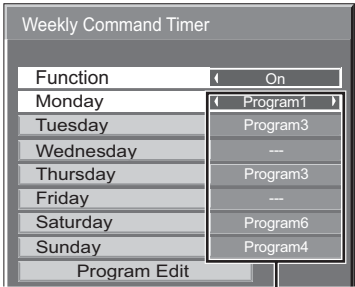 Weekly Command Timer
Function On
Monday Program1
Tuesday Program3
Wednesday ---
Thursday Program3
Friday ---
Saturday Program6
Sunday Program4
Program Edit